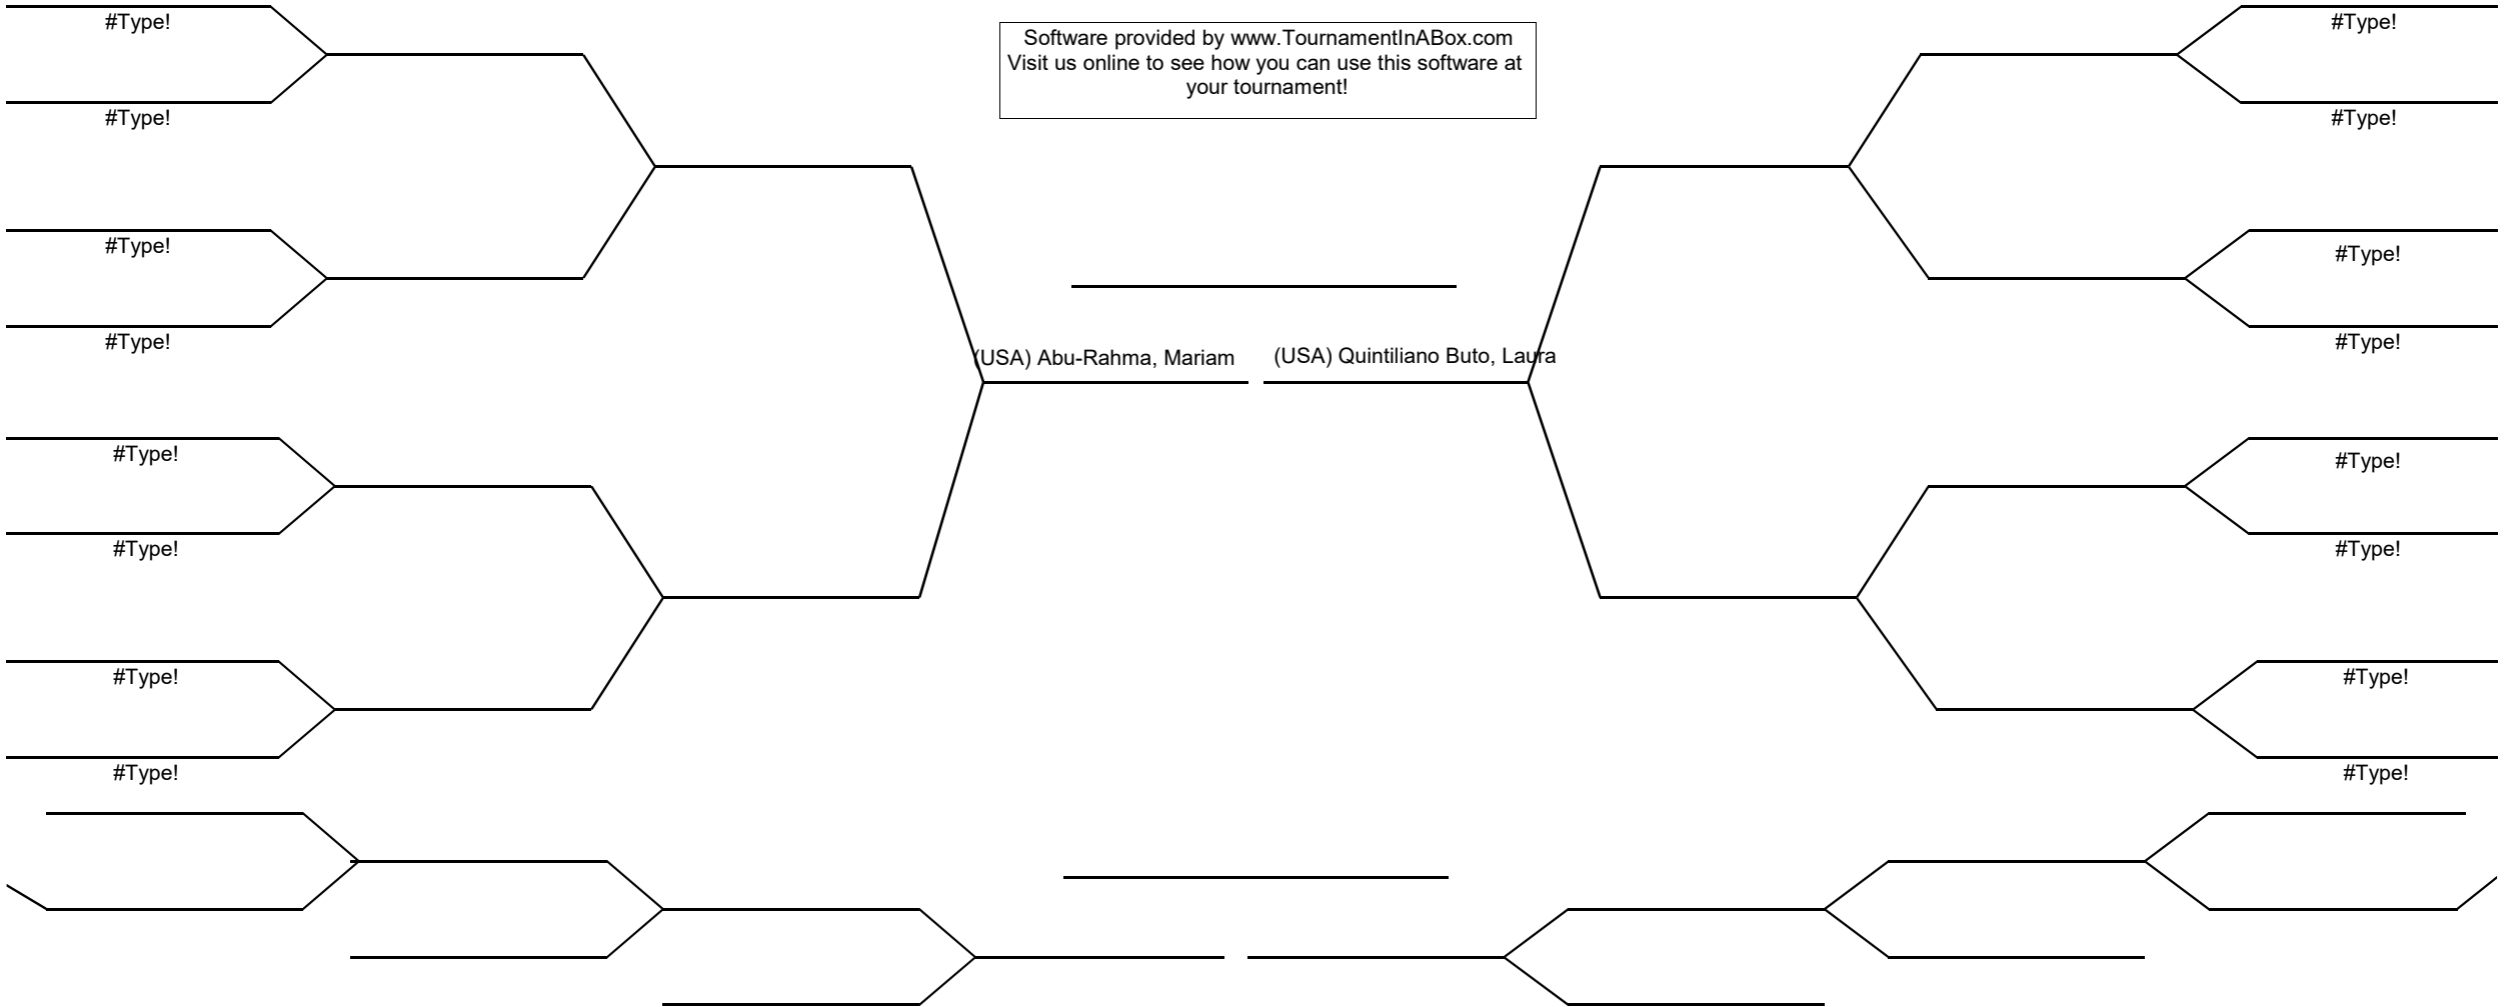 #Type!
Software provided by www.TournamentInABox.com
Visit us online to see how you can use this software at
your tournament!
#Type!
#Type!
#Type!
#Type!
#Type!
#Type!
#Type!
(USA) Abu-Rahma, Mariam
(USA) Quintiliano Buto, Laura
#Type!
#Type!
#Type!
#Type!
#Type!
#Type!
#Type!
#Type!
#Type!